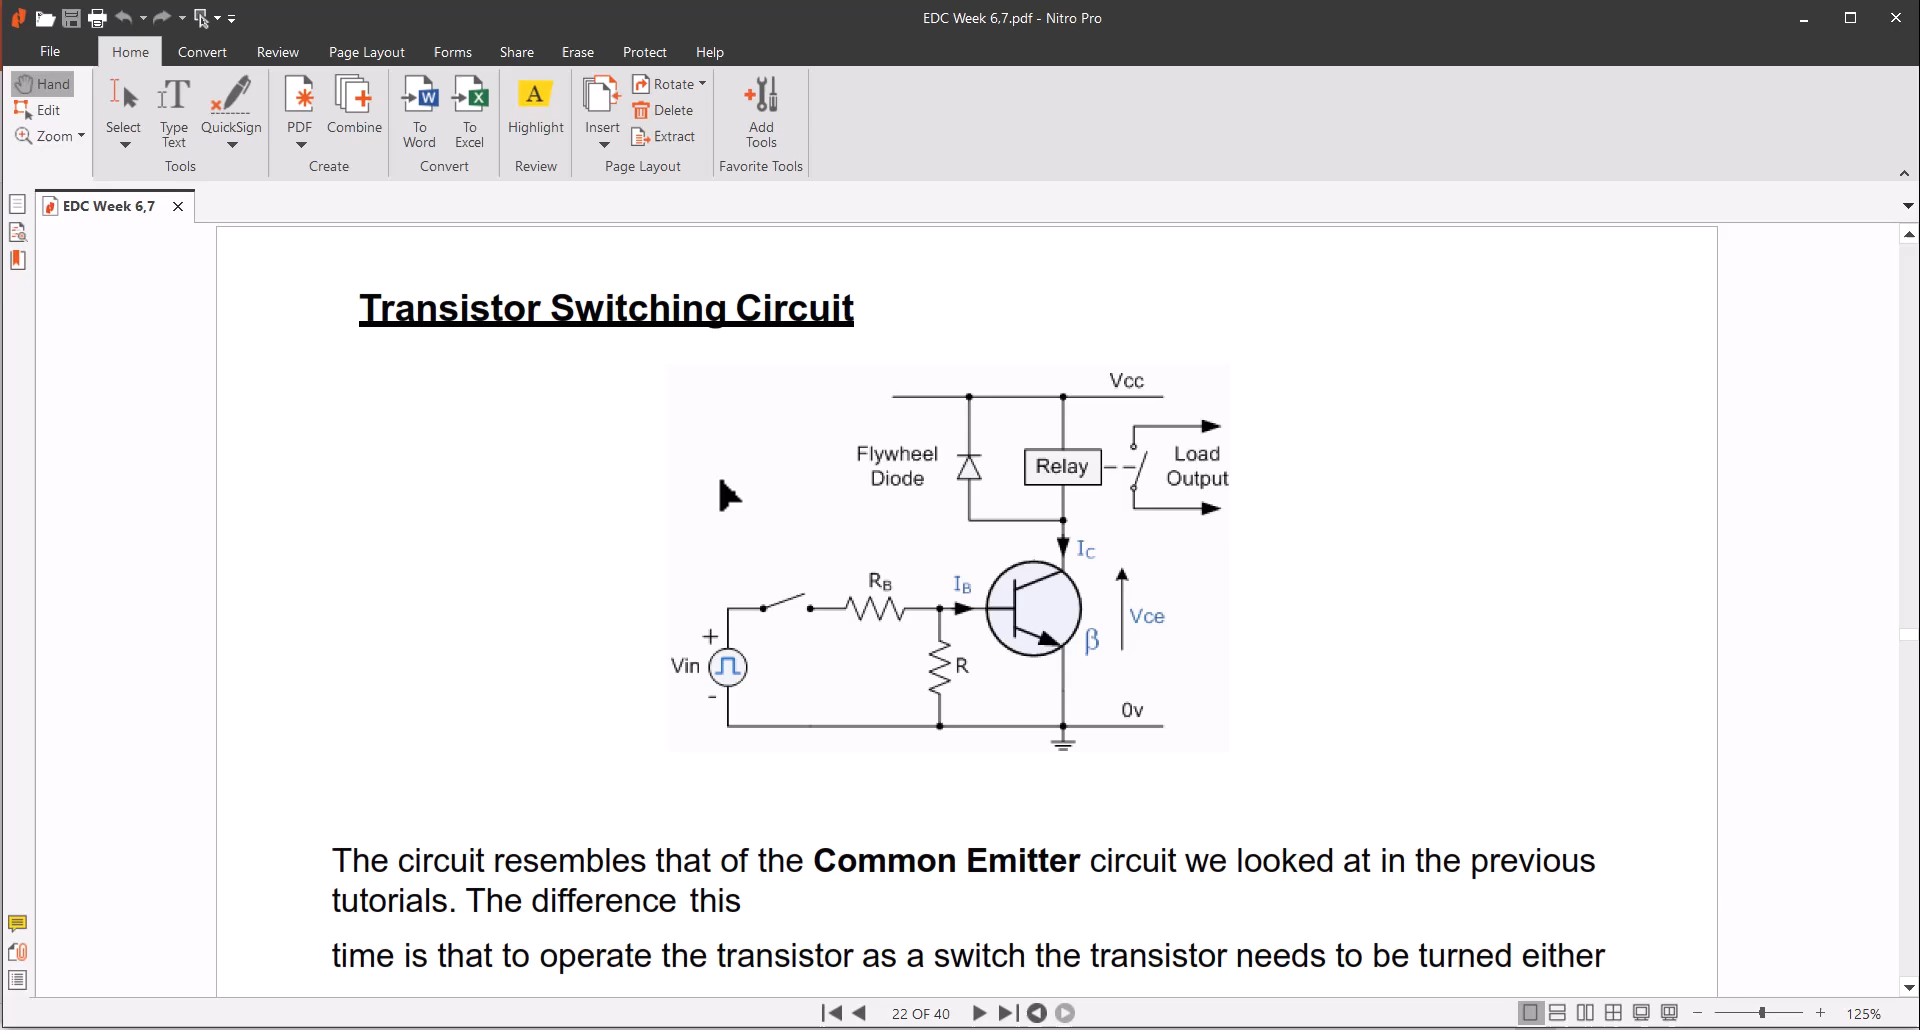 EDC Week 6,7.pdf - Nitro Pro
File Home Convert Review Page Layout Forms Share Erase Protect Help
Hand
Edit
Zoom
Select
Type Text
QuickSign
Tools
PDF
Combine
Create
To Word
To Excel
Convert
Highlight
Review
Insert
Rotate
Delete
Extract
Page Layout
Add Tools
Favorite Tools
EDC Week 6,7
Transistor Switching Circuit
Vcc
Flywheel
Diode
Relay
Load
Output
IC
RB
IB
Vce
β
+
Vin
-
R
0v
The circuit resembles that of the Common Emitter circuit we looked at in the previous
tutorials. The difference this
time is that to operate the transistor as a switch the transistor needs to be turned either
22 OF 40
125%